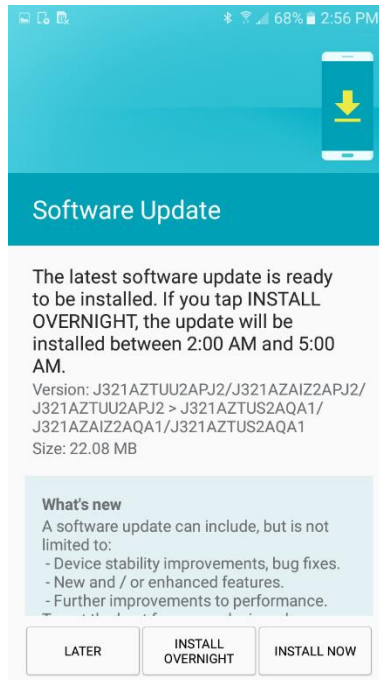 68% 2:56 PM
Software Update
The latest software update is ready
to be installed. If you tap INSTALL
OVERNIGHT, the update will be
installed between 2:00 AM and 5:00
AM.
Version: J321AZTUU2APJ2/J321AZAIZ2APJ2/
J321AZTUU2APJ2 > J321AZTUS2AQA1/
J321AZAIZ2AQA1/J321AZTUS2AQA1
Size: 22.08 MB
What's new
A software update can include, but is not
limited to:
- Device stability improvements, bug fixes.
- New and / or enhanced features.
- Further improvements to performance.
LATER
INSTALL
OVERNIGHT
INSTALL NOW